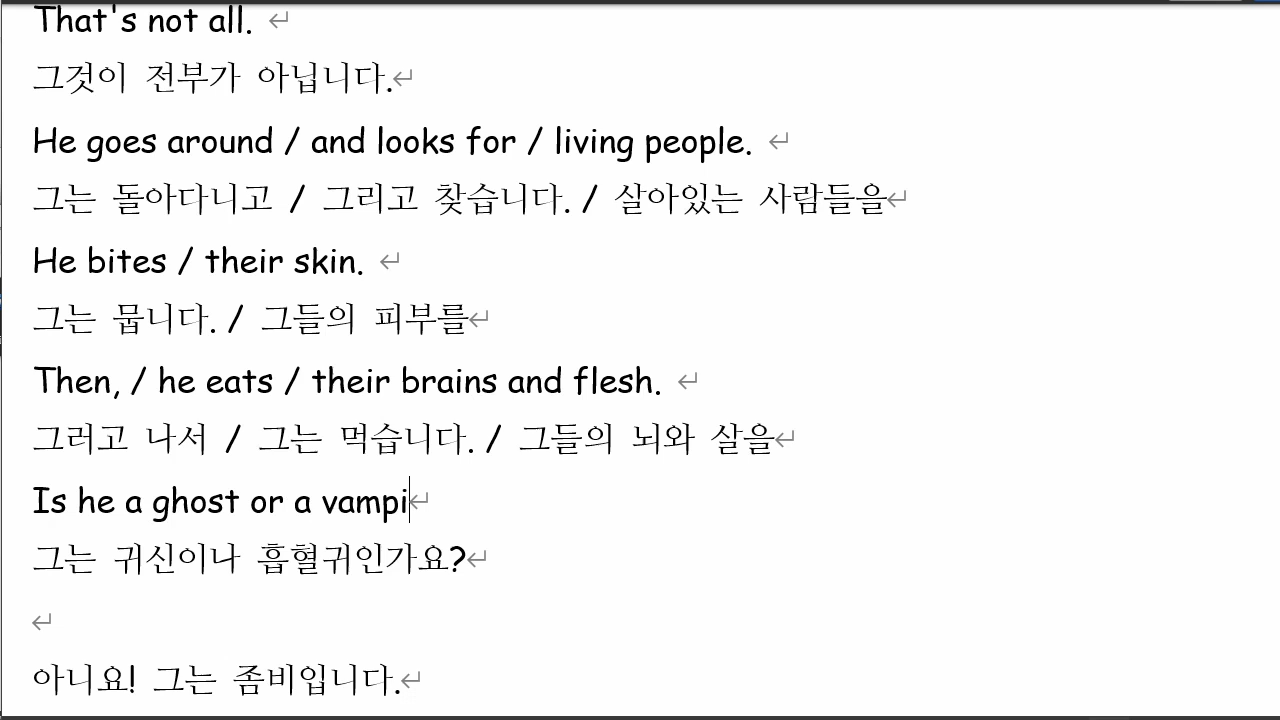 That's not all.
그것이 전부가 아닙니다.
He goes around / and looks for / living people.
그는 돌아다니고 / 그리고 찾습니다. / 살아있는 사람들을
He bites / their skin.
그는 뭅니다. / 그들의 피부를
Then, / he eats / their brains and flesh.
그러고 나서 / 그는 먹습니다. / 그들의 뇌와 살을
Is he a ghost or a vampi
그는 귀신이나 흡혈귀인가요?
아니요! 그는 좀비입니다.